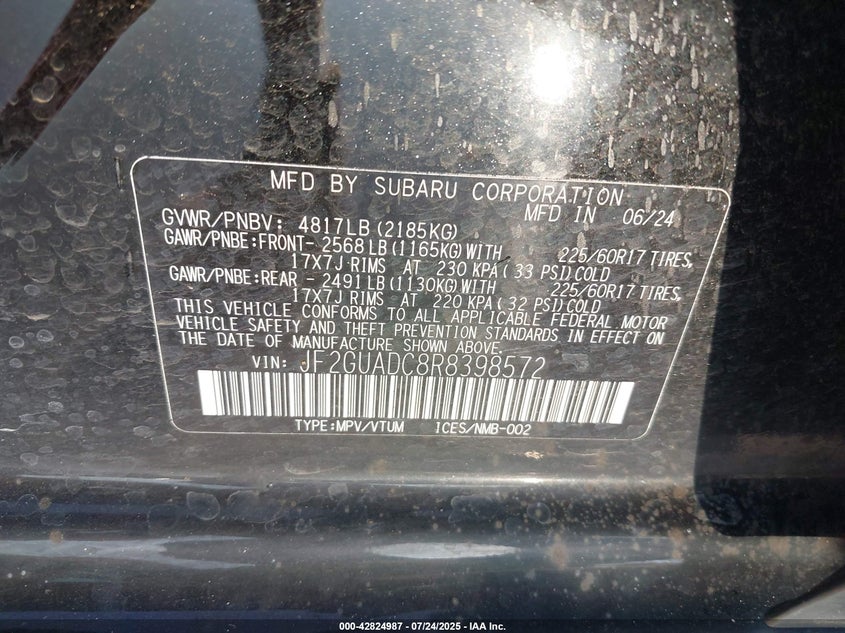 MFD BY SUBARU CORPORATION
MFD IN 06/24
GVWR/PNBV: 4817LB (2185KG)
GAWR/PNBE:FRONT- 2568LB (1165KG) WITH 225/60R17 TIRES,
17X7J RIMS AT 230 KPA (33 PSI) COLD
GAWR/PNBE:REAR - 2491LB (1130KG) WITH 225/60R17 TIRES,
17X7J RIMS AT 220 KPA (32 PSI) COLD
THIS VEHICLE CONFORMS TO ALL APPLICABLE FEDERAL MOTOR
VEHICLE SAFETY AND THEFT PREVENTION STANDARDS IN EFFECT ON
THE DATE OF MANUFACTURE SHOWN ABOVE.
VIN: JF2GUADC8R8398572
TYPE:MPV/VTUM ICES/NMB-002
000-42824987 - 07/24/2025 - IAA Inc.